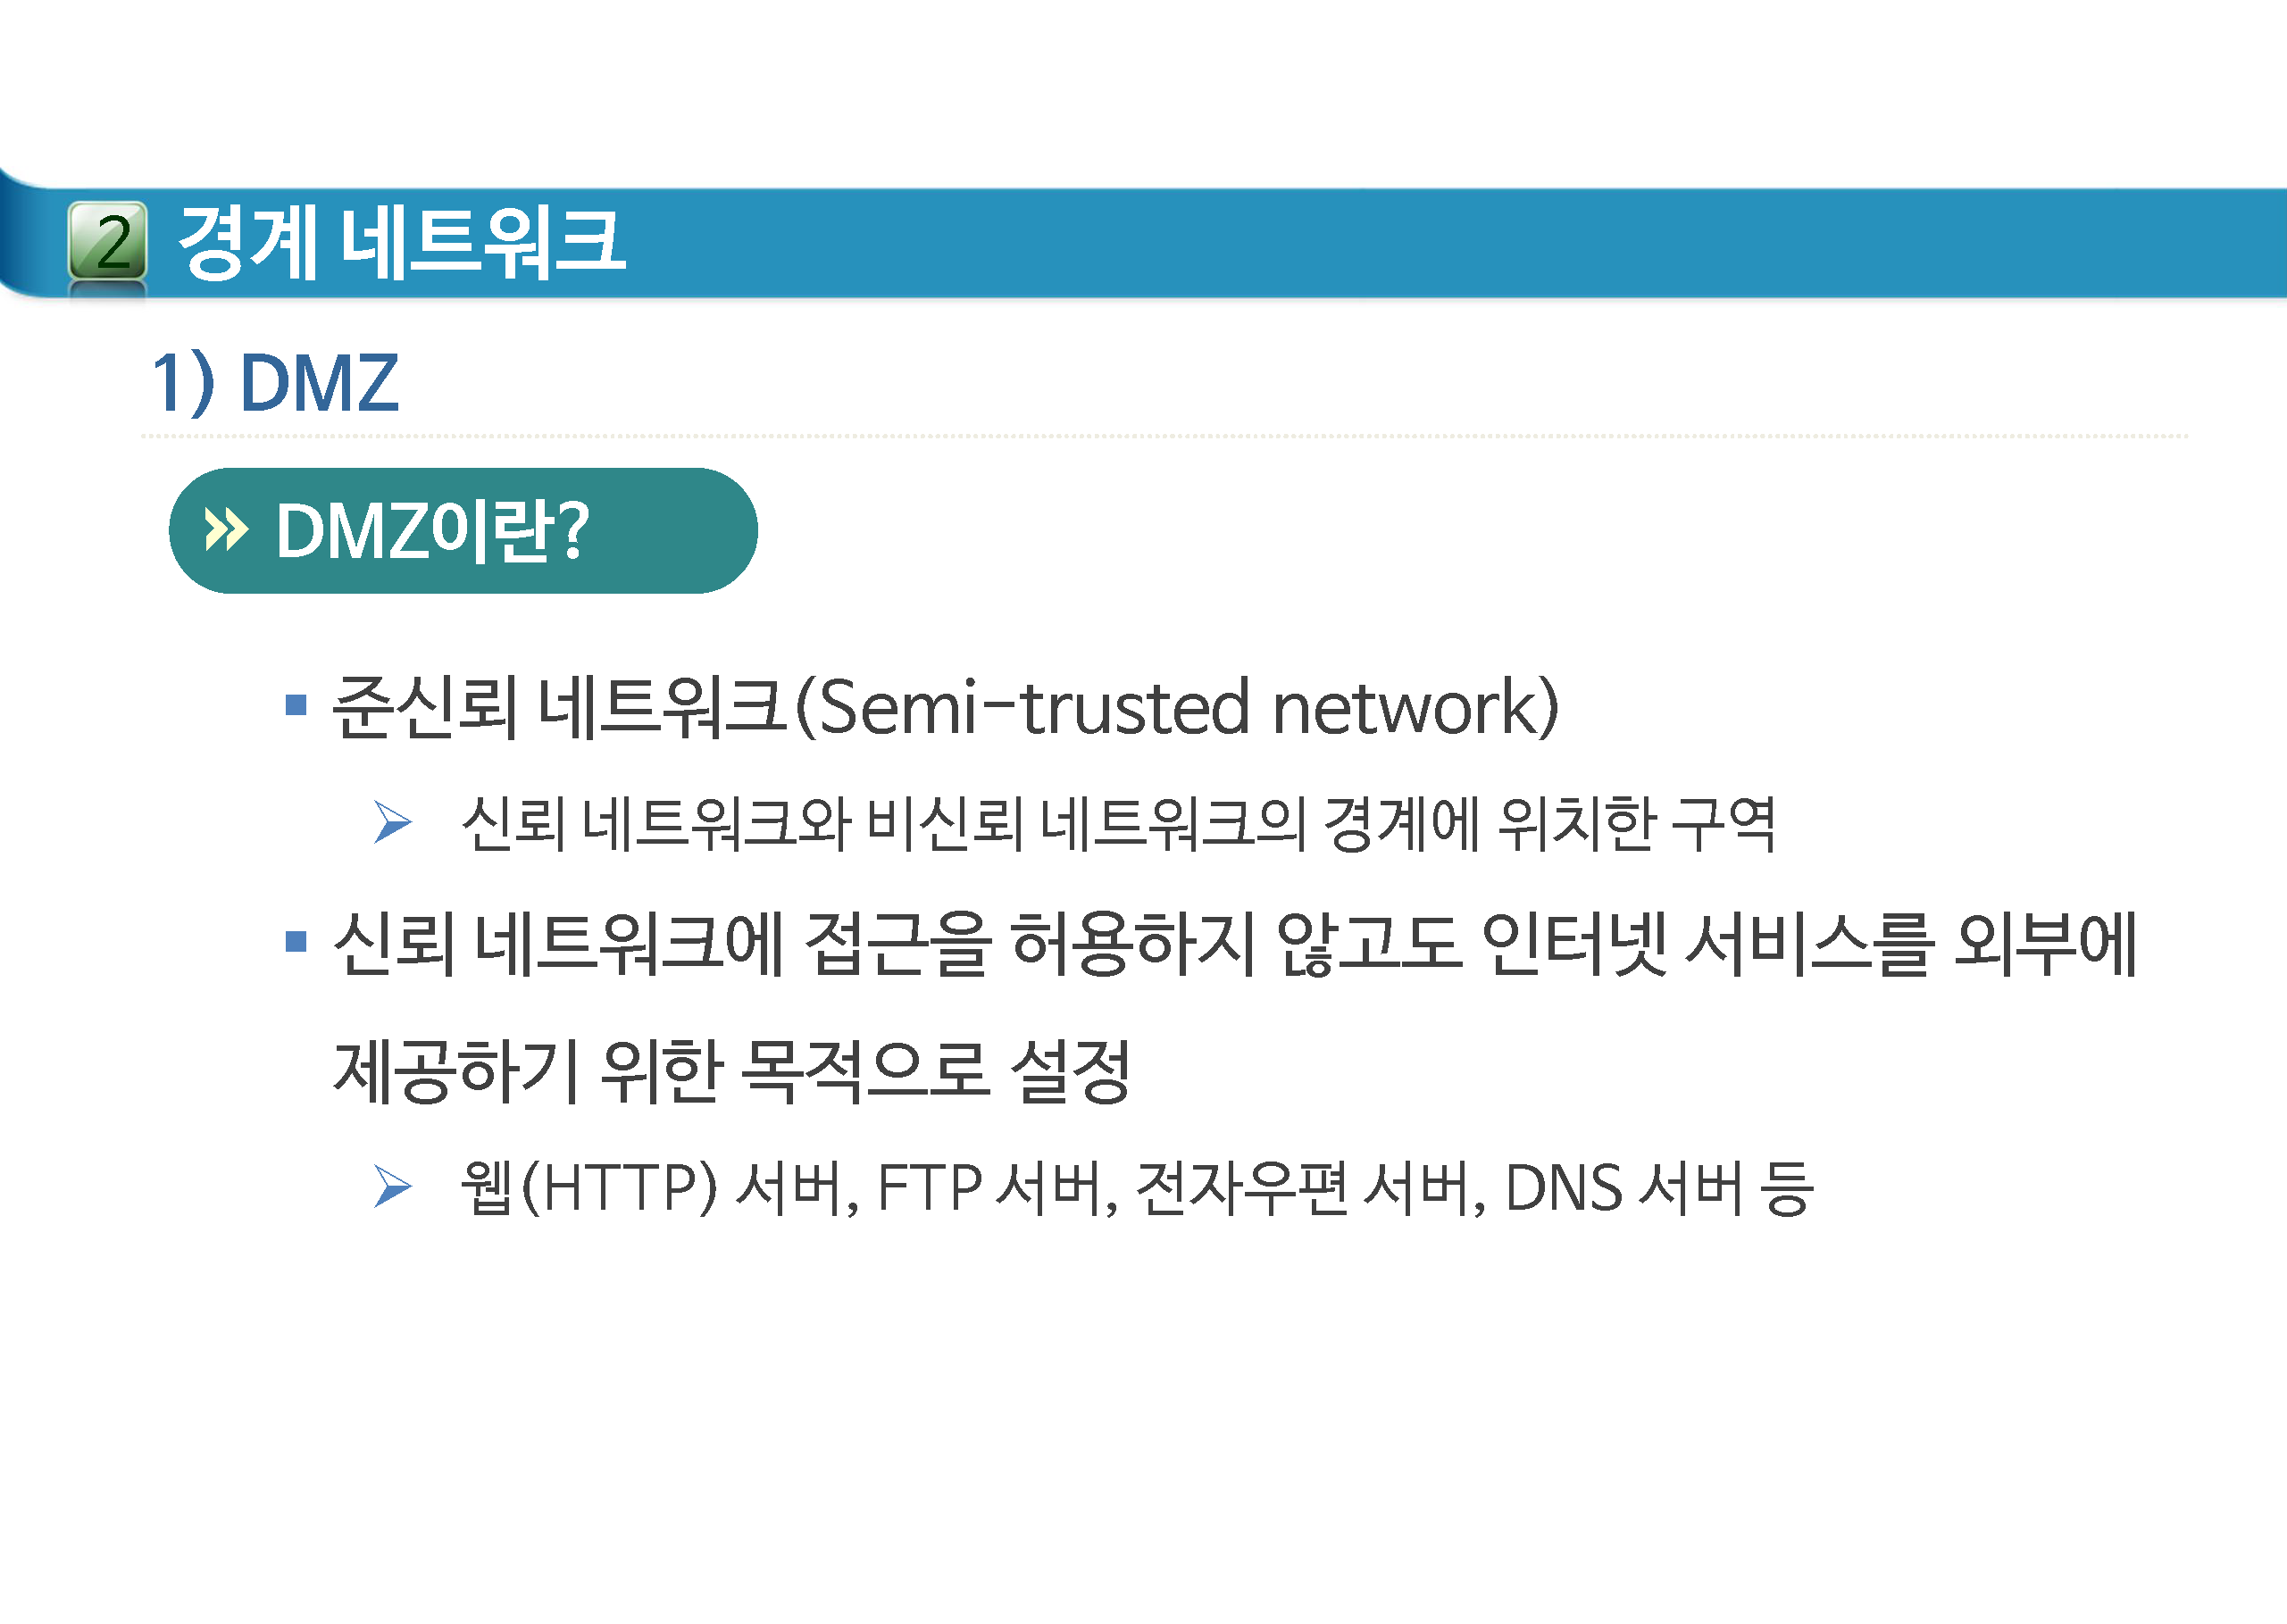 2 경계 네트워크
1) DMZ
» DMZ이란?
▪ 준신뢰 네트워크(Semi-trusted network)
➢ 신뢰 네트워크와 비신뢰 네트워크의 경계에 위치한 구역
▪ 신뢰 네트워크에 접근을 허용하지 않고도 인터넷 서비스를 외부에
제공하기 위한 목적으로 설정
➢ 웹(HTTP) 서버, FTP 서버, 전자우편 서버, DNS 서버 등